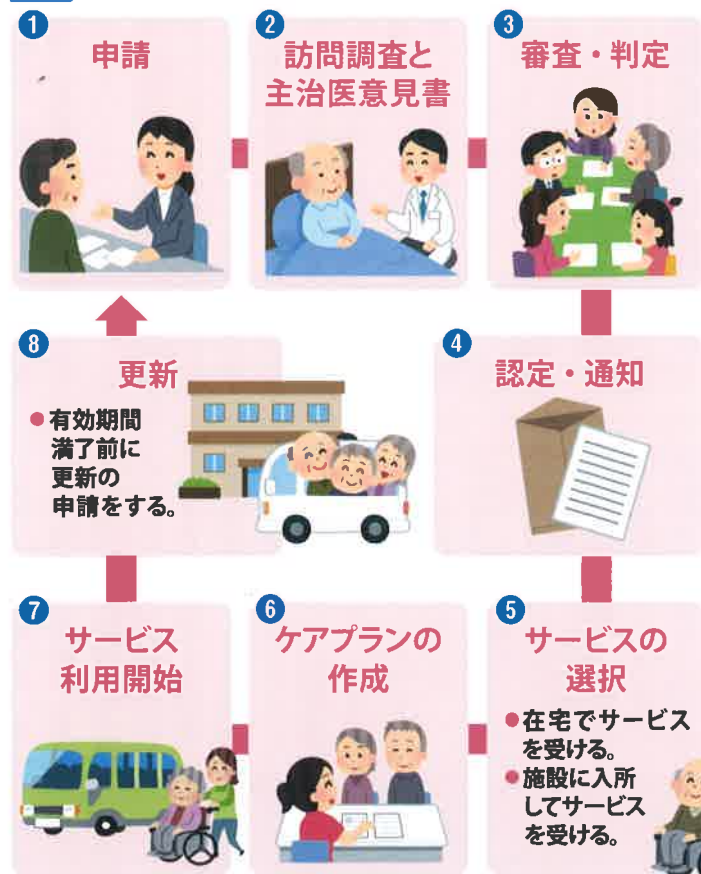 1
申請
2
訪問調査と
主治医意見書
3
審査・判定
4
認定・通知
5
サービスの
選択
●在宅でサービス
を受ける。
●施設に入所
してサービス
を受ける。
6
ケアプランの
作成
7
サービス
利用開始
8
更新
●有効期間
満了前に
更新の
申請をする。